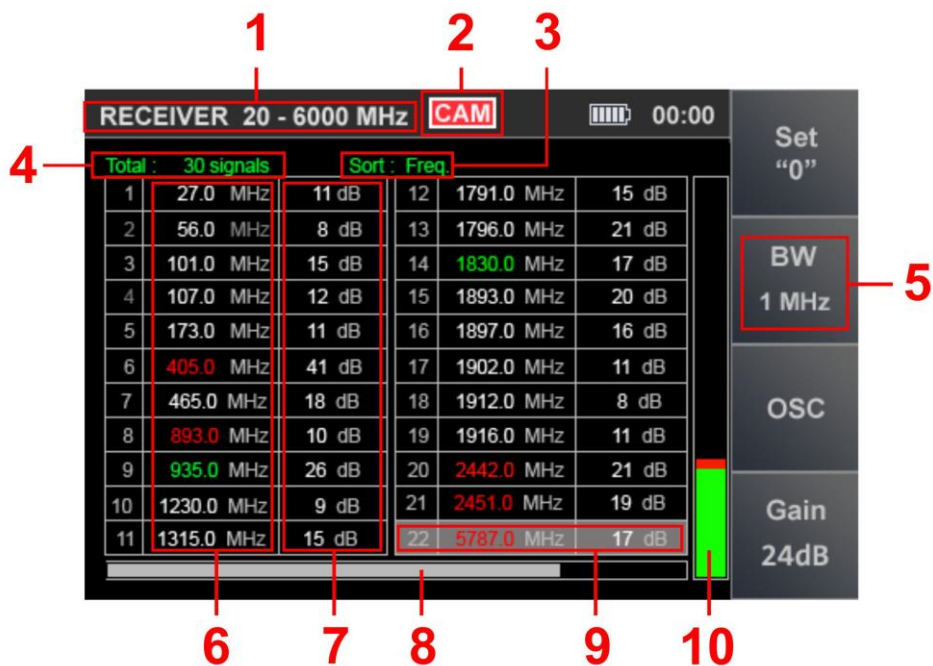 1 2 3
RECEIVER 20 - 6000 MHz CAM 00:00
4 Total : 30 signals Sort : Freq.
1 27.0 MHz 11 dB 12 1791.0 MHz 15 dB
2 56.0 MHz 8 dB 13 1796.0 MHz 21 dB
3 101.0 MHz 15 dB 14 1830.0 MHz 17 dB
4 107.0 MHz 12 dB 15 1893.0 MHz 20 dB
5 173.0 MHz 11 dB 16 1897.0 MHz 16 dB
6 405.0 MHz 41 dB 17 1902.0 MHz 11 dB
7 465.0 MHz 18 dB 18 1912.0 MHz 8 dB
8 893.0 MHz 10 dB 19 1916.0 MHz 11 dB
9 935.0 MHz 26 dB 20 2442.0 MHz 21 dB
10 1230.0 MHz 9 dB 21 2451.0 MHz 19 dB
11 1315.0 MHz 15 dB 22 5787.0 MHz 17 dB
Set
“0”
BW
1 MHz
5
OSC
Gain
24dB
6 7 8 9 10